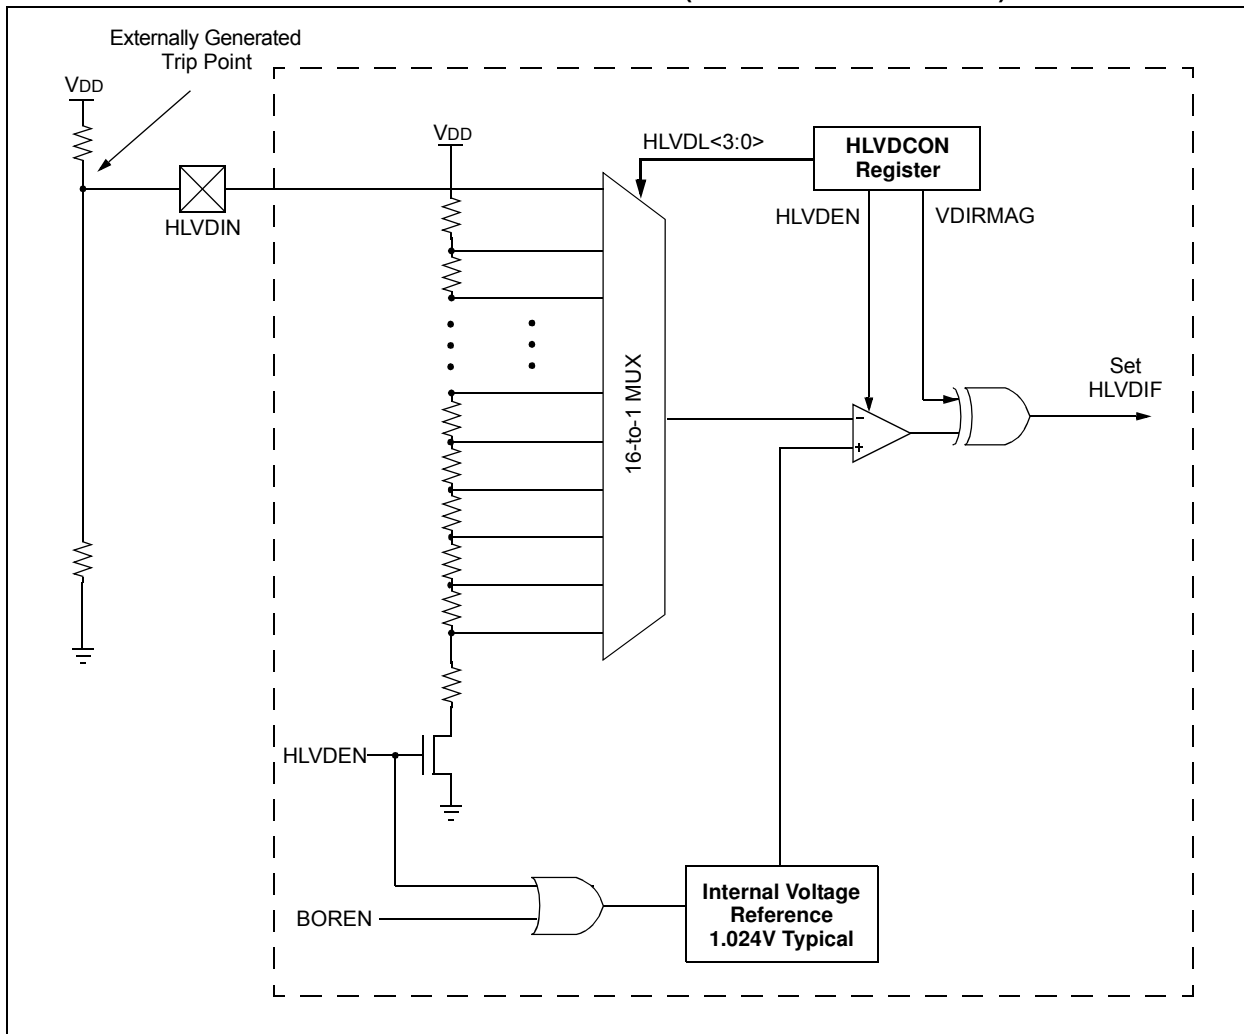 Externally Generated
Trip Point
VDD
VDD
HLVDL<3:0>
HLVDCON
Register
HLVDEN
VDIRMAG
HLVDIN
16-to-1 MUX
Set
HLVDIF
-
+
HLVDEN
BOREN
Internal Voltage
Reference
1.024V Typical